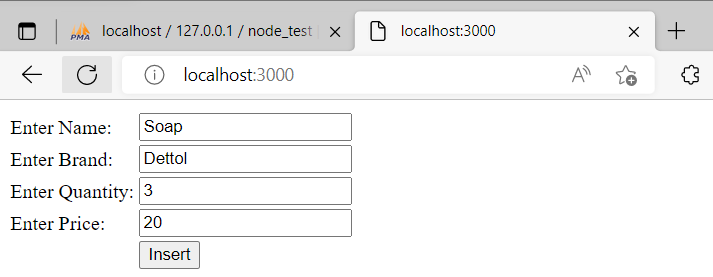 PMA localhost / 127.0.0.1 / node_test
localhost:3000
localhost:3000
Enter Name: Soap
Enter Brand: Dettol
Enter Quantity: 3
Enter Price: 20
Insert